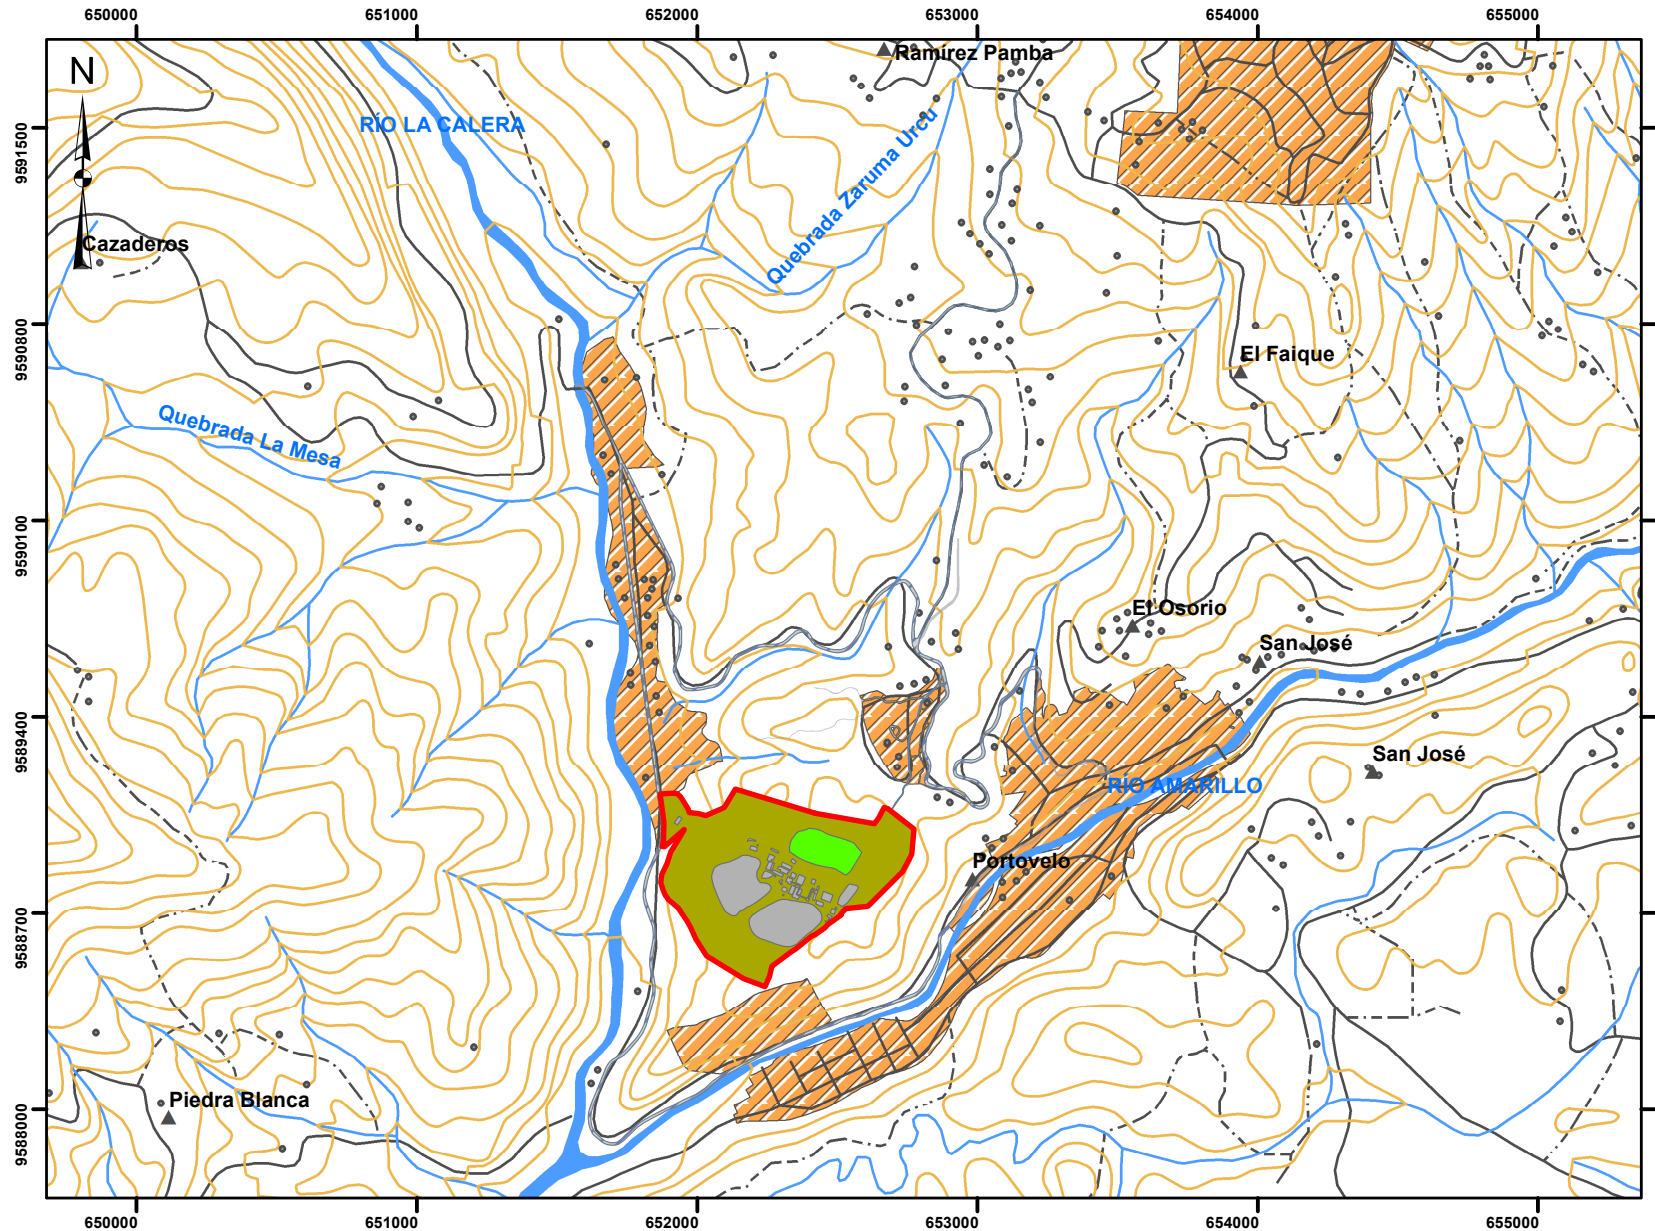 650000
651000
652000
653000
654000
655000
N
Ramírez Pamba
RÍO LA CALERA
9591500
Quebrada Zaruma Urcu
Cazaderos
9590800
El Faique
Quebrada La Mesa
9590100
El Osorio
San José
9589400
San José
RÍO AMARILLO
Portovelo
9588700
Piedra Blanca
9588000
650000
651000
652000
653000
654000
655000